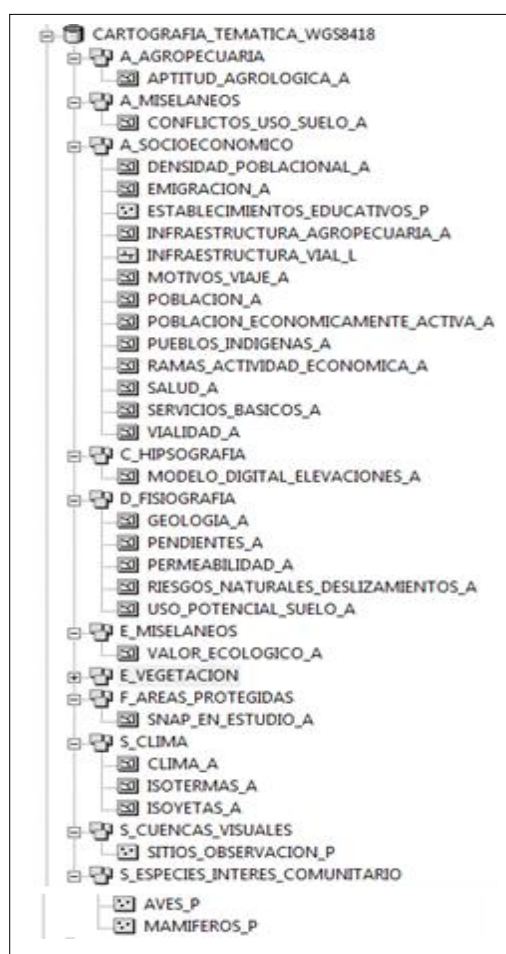 CARTOGRAFIA_TEMATICA_WGS8418
A_AGROPECUARIA
APTITUD_AGROLOGICA_A
A_MISELANEOS
CONFLICTOS_USO_SUELO_A
A_SOCIOECONOMICO
DENSIDAD_POBLACIONAL_A
EMIGRACION_A
ESTABLECIMIENTOS_EDUCATIVOS_P
INFRAESTRUCTURA_AGROPECUARIA_A
INFRAESTRUCTURA_VIAL_L
MOTIVOS_VIAJE_A
POBLACION_A
POBLACION_ECONOMICAMENTE_ACTIVA_A
PUEBLOS_INDIGENAS_A
RAMAS_ACTIVIDAD_ECONOMICA_A
SALUD_A
SERVICIOS_BASICOS_A
VIALIDAD_A
C_HIPSOGRAFIA
MODELO_DIGITAL_ELEVACIONES_A
D_FISIOGRAFIA
GEOLOGIA_A
PENDIENTES_A
PERMEABILIDAD_A
RIESGOS_NATURALES_DESLIZAMIENTOS_A
USO_POTENCIAL_SUELO_A
E_MISELANEOS
VALOR_ECOLOGICO_A
E_VEGETACION
F_AREAS_PROTEGIDAS
SNAP_EN_ESTUDIO_A
S_CLIMA
CLIMA_A
ISOTERMAS_A
ISOYETAS_A
S_CUENCAS_VISUALES
SITIOS_OBSERVACION_P
S_ESPECIES_INTERES_COMUNITARIO
AVES_P
MAMIFEROS_P